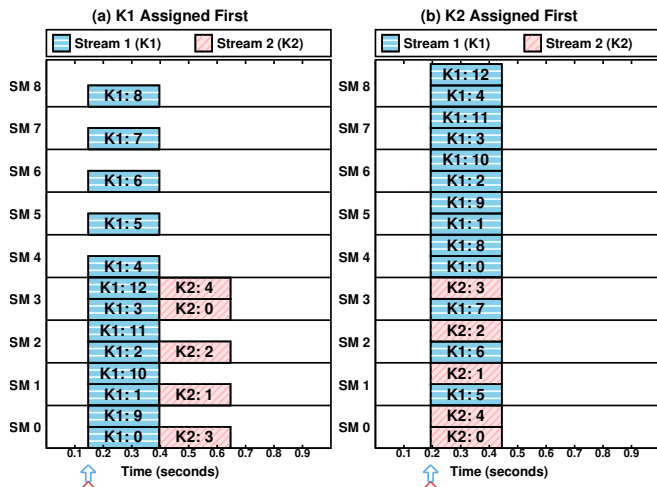 (a) K1 Assigned First
Stream 1 (K1) Stream 2 (K2)
SM 8
K1: 8
SM 7
K1: 7
SM 6
K1: 6
SM 5
K1: 5
SM 4
K1: 4
SM 3
K1: 12 K2: 4
K1: 3 K2: 0
SM 2
K1: 11
K1: 2 K2: 2
SM 1
K1: 10
K1: 1 K2: 1
SM 0
K1: 9
K1: 0 K2: 3
0.1 0.2 0.3 0.4 0.5 0.6 0.7 0.8 0.9
Time (seconds)
(b) K2 Assigned First
Stream 1 (K1) Stream 2 (K2)
SM 8
K1: 12
K1: 4
SM 7
K1: 11
K1: 3
SM 6
K1: 10
K1: 2
SM 5
K1: 9
K1: 1
SM 4
K1: 8
K1: 0
SM 3
K2: 3
K1: 7
SM 2
K2: 2
K1: 6
SM 1
K2: 1
K1: 5
SM 0
K2: 4
K2: 0
0.1 0.2 0.3 0.4 0.5 0.6 0.7 0.8 0.9
Time (seconds)